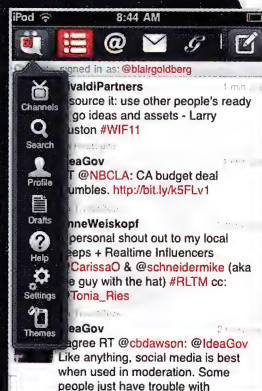 iPod 8:44 AM
signed in as: @blairgoldberg
ivaldiPartners 1 min
source it: use other people's ready
go ideas and assets - Larry
uston #WIF11
eaGov
T @NBCLA: CA budget deal
umbles. http://bit.ly/k5FLv1
nneWeiskopf
personal shout out to my local
eeps + Realtime Influencers
CarissaO & @schneidermike (aka
e guy with the hat) #RLTM cc:
Tonia_Ries
eaGov
agree RT @cbdawson: @IdeaGov
Like anything, social media is best
when used in moderation. Some
people just have trouble with
Channels
Search
Profile
Drafts
Help
Settings
Themes